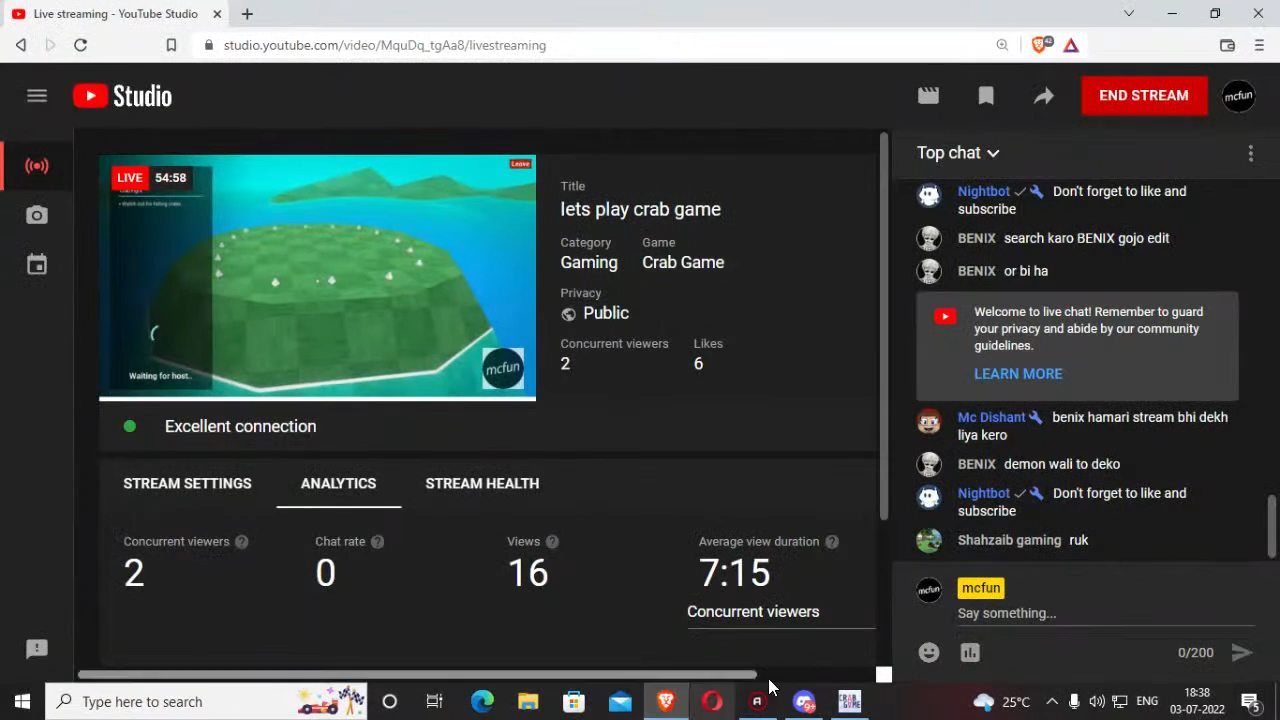 Live streaming - YouTube Studio
studio.youtube.com/video/MquDq_tgAa8/livestreaming
42
Studio
END STREAM
mcfun
LIVE 54:58
Leave
Waiting for host..
mcfun
Title
lets play crab game
Category Game
Gaming Crab Game
Privacy
Public
Concurrent viewers Likes
2 6
Excellent connection
STREAM SETTINGS ANALYTICS STREAM HEALTH
Concurrent viewers Chat rate Views Average view duration
2 0 16 7:15
Concurrent viewers
Top chat
Nightbot Don't forget to like and
subscribe
BENIX search karo BENIX gojo edit
BENIX or bi ha
Welcome to live chat! Remember to guard
your privacy and abide by our community
guidelines.
LEARN MORE
Mc Dishant benix hamari stream bhi dekh
liya kero
BENIX demon wali to deko
Nightbot Don't forget to like and
subscribe
Shahzaib gaming ruk
mcfun
mcfun
Say something...
0/200
Type here to search
9+
CRAB
GAME
25°C
ENG
18:38
03-07-2022
5